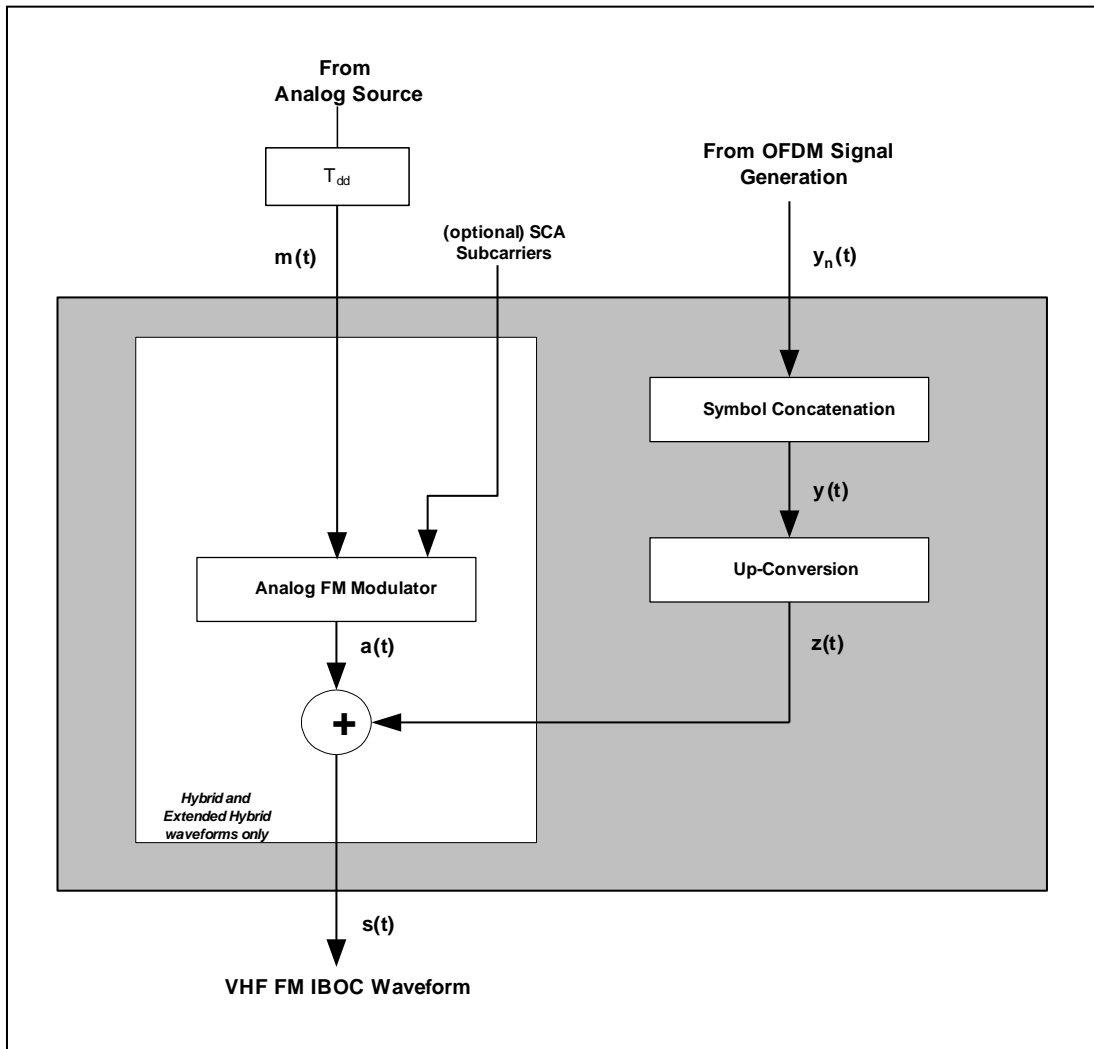 From
Analog Source
T_dd
From OFDM Signal
Generation
(optional) SCA
Subcarriers
m(t)
y_n(t)
Symbol Concatenation
y(t)
Analog FM Modulator
Up-Conversion
a(t)
z(t)
+
Hybrid and
Extended Hybrid
waveforms only
s(t)
VHF FM IBOC Waveform